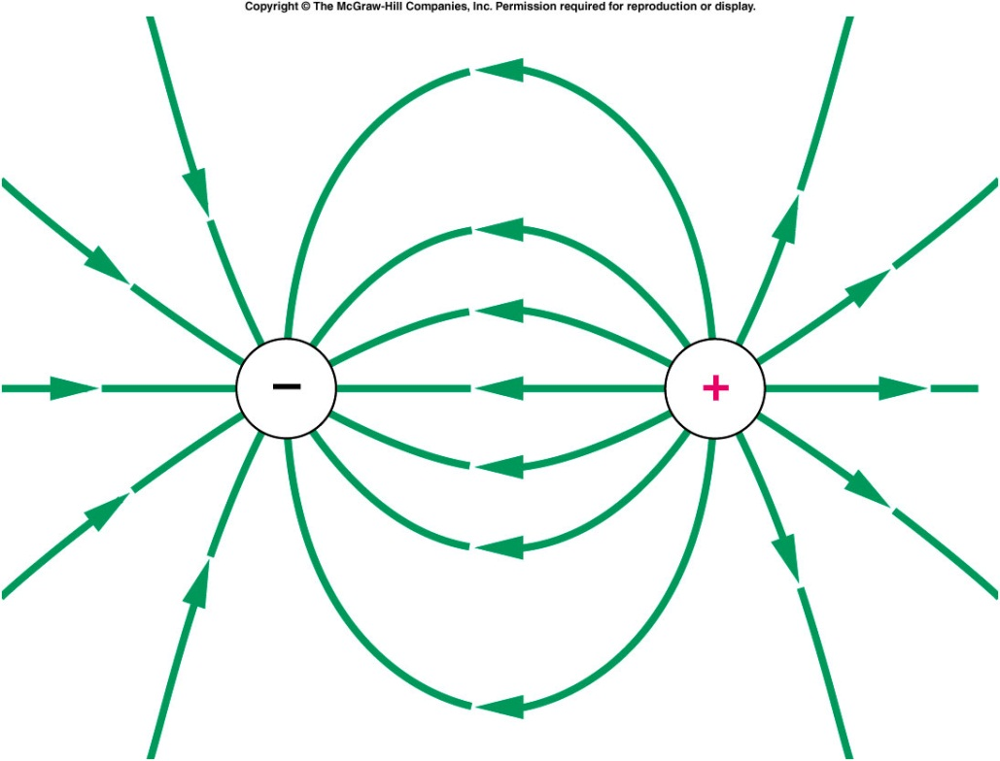 Copyright © The McGraw-Hill Companies, Inc. Permission required for reproduction or display.
− +